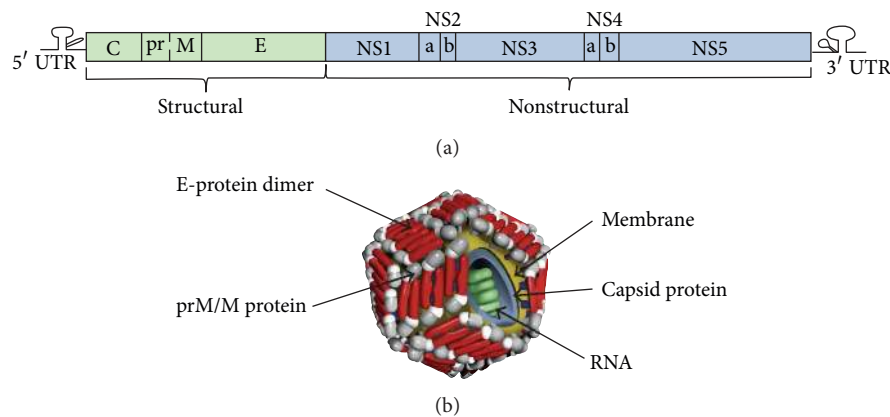 NS2 NS4
C pr M E NS1 a b NS3 a b NS5
5′ UTR 3′ UTR
Structural Nonstructural
(a)
E-protein dimer
Membrane
prM/M protein
Capsid protein
RNA
(b)